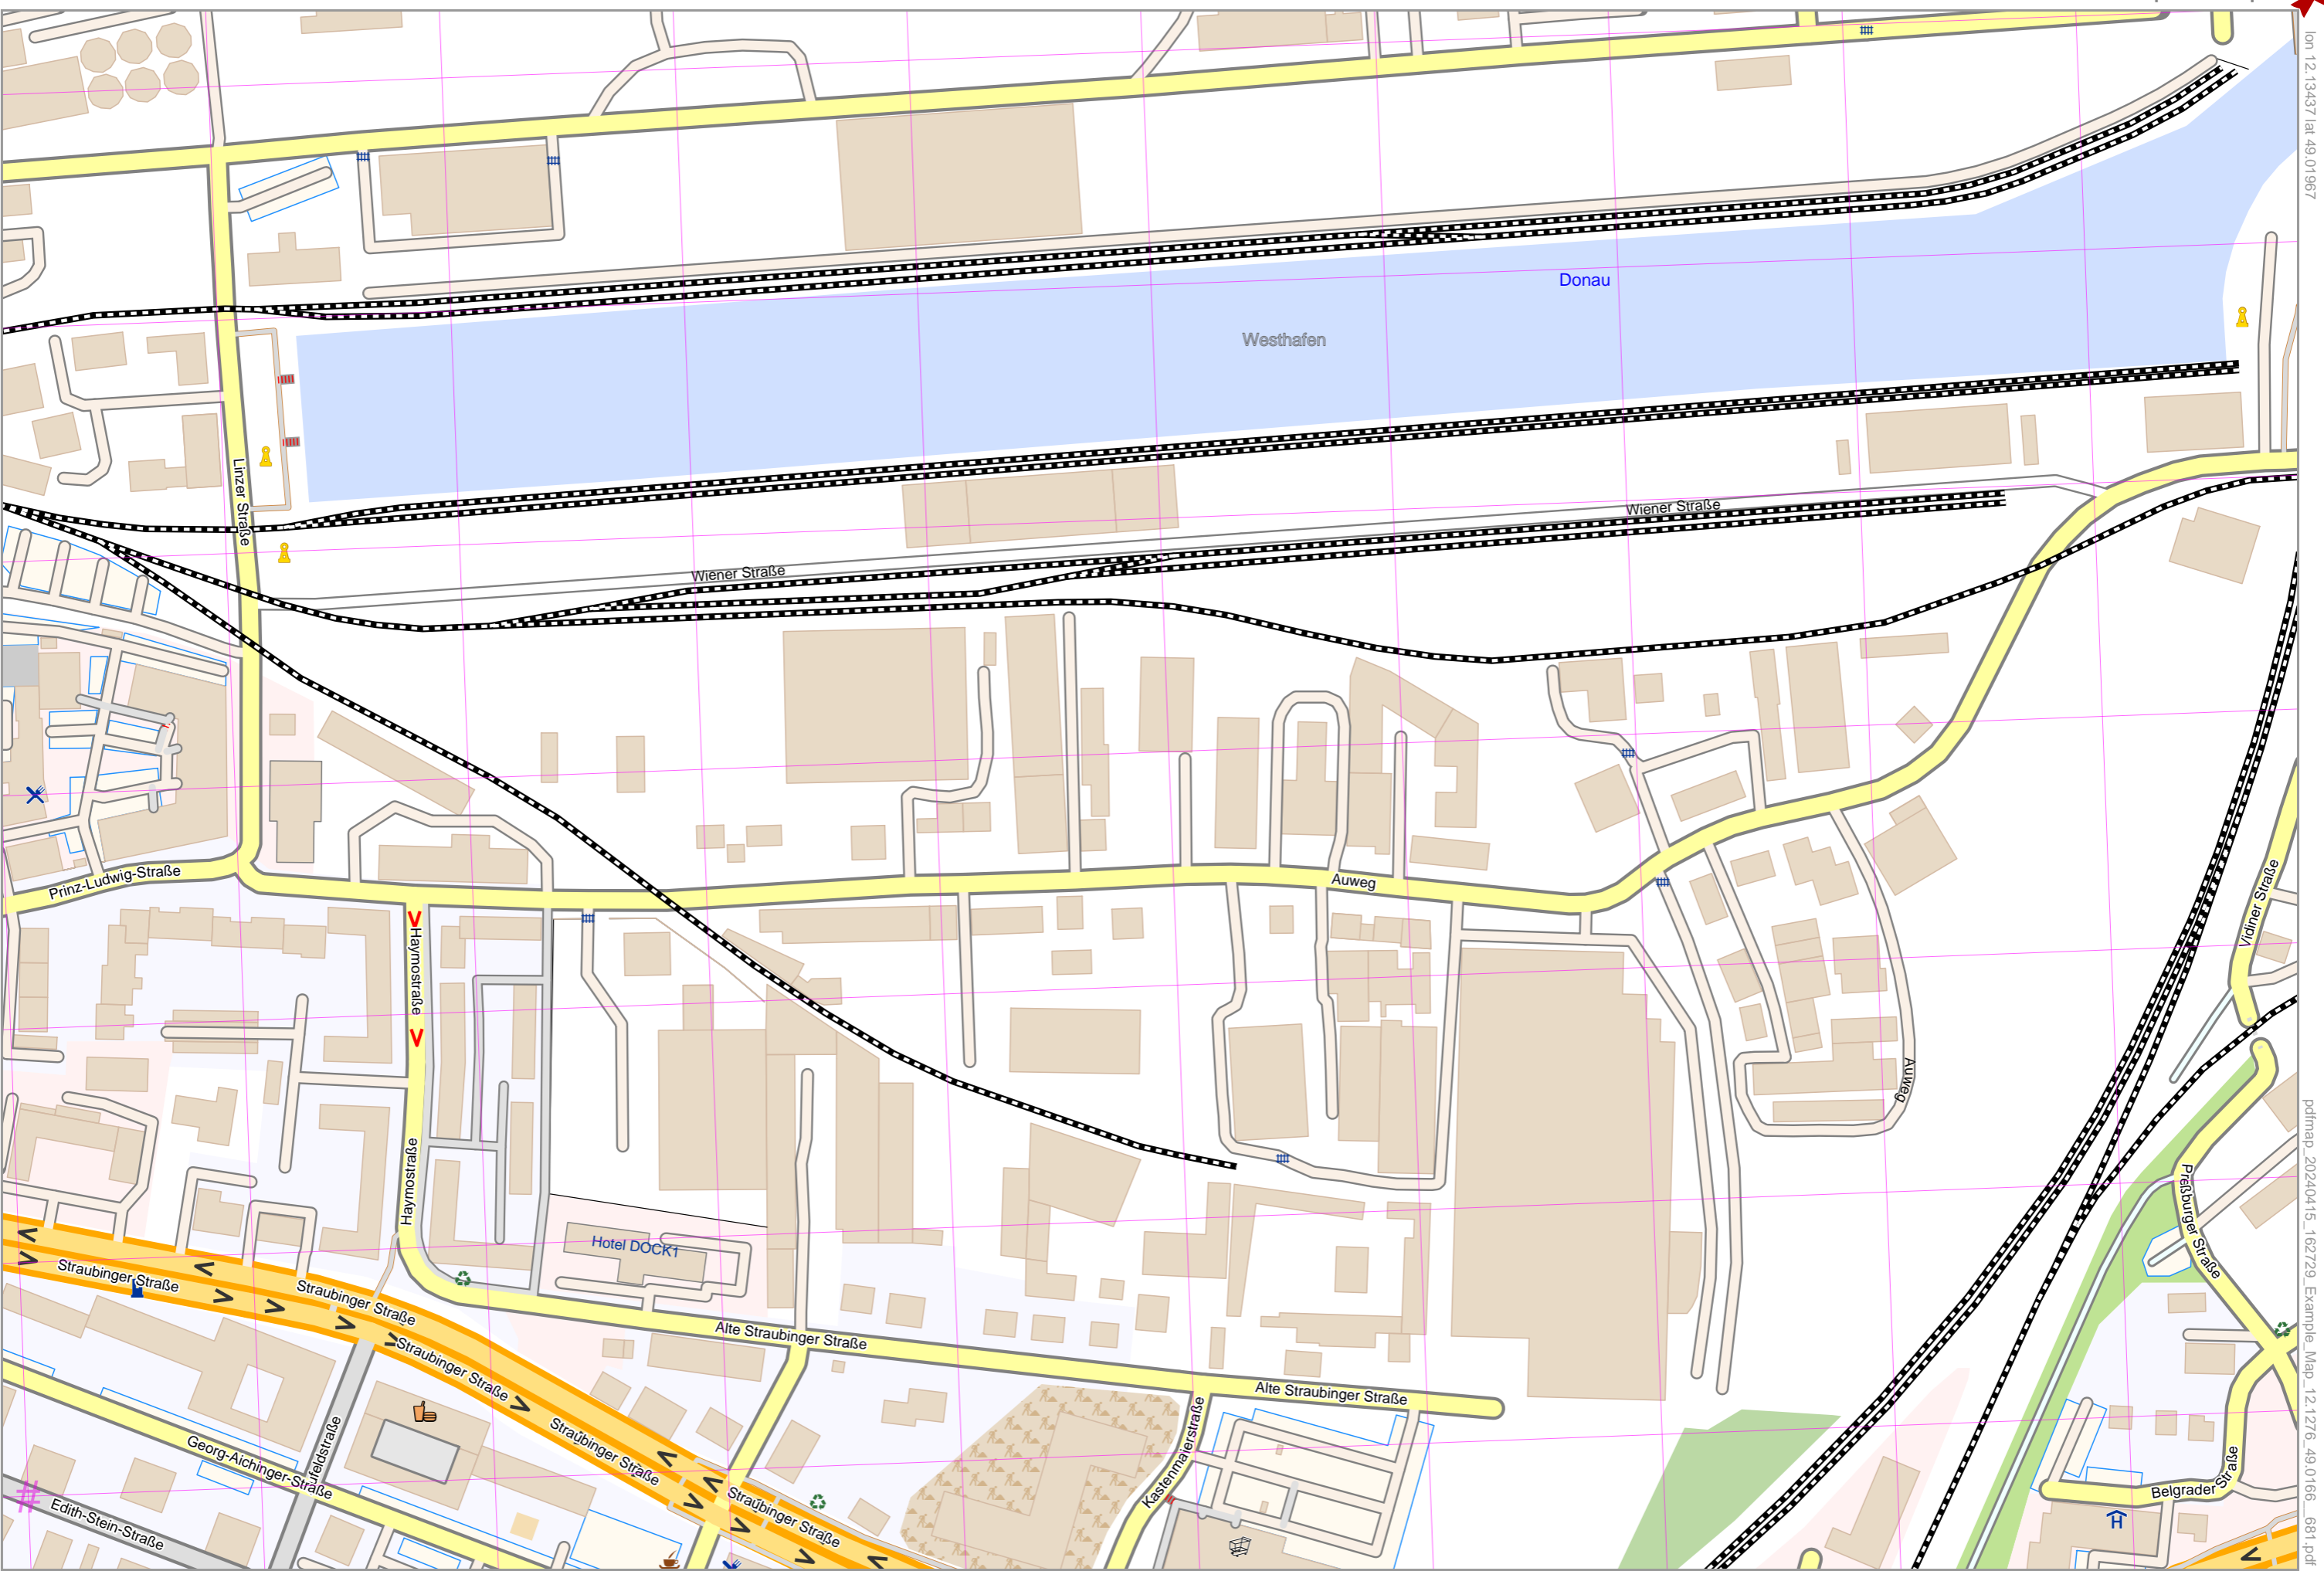 lon 12.13437 lat 49.01967
Donau
Westhafen
Linzer Straße
Wiener Straße
Wiener Straße
Prinz-Ludwig-Straße
Auweg
Haymostraße
Vidiner Straße
Auweg
Haymostraße
Preßburger Straße
Hotel DOCK1
Straubinger Straße
Straubinger Straße
Straubinger Straße
Alte Straubinger Straße
Alte Straubinger Straße
Straubinger Straße
Kastenmaierstraße
Georg-Aichinger-Straße
ufeldstraße
Edith-Stein-Straße
Straubinger Straße
Belgrader Straße
pdfmap_20240415_162729_Example_Map_12.1276_49.0166__681.pdf